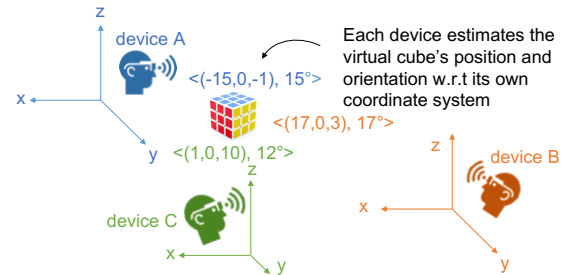 z
device A
Each device estimates the
virtual cube's position and
orientation w.r.t its own
coordinate system
<(-15,0,-1), 15°>
x
<(17,0,3), 17°>
y
<(1,0,10), 12°>
z
z
device B
device C
x
x
y
y